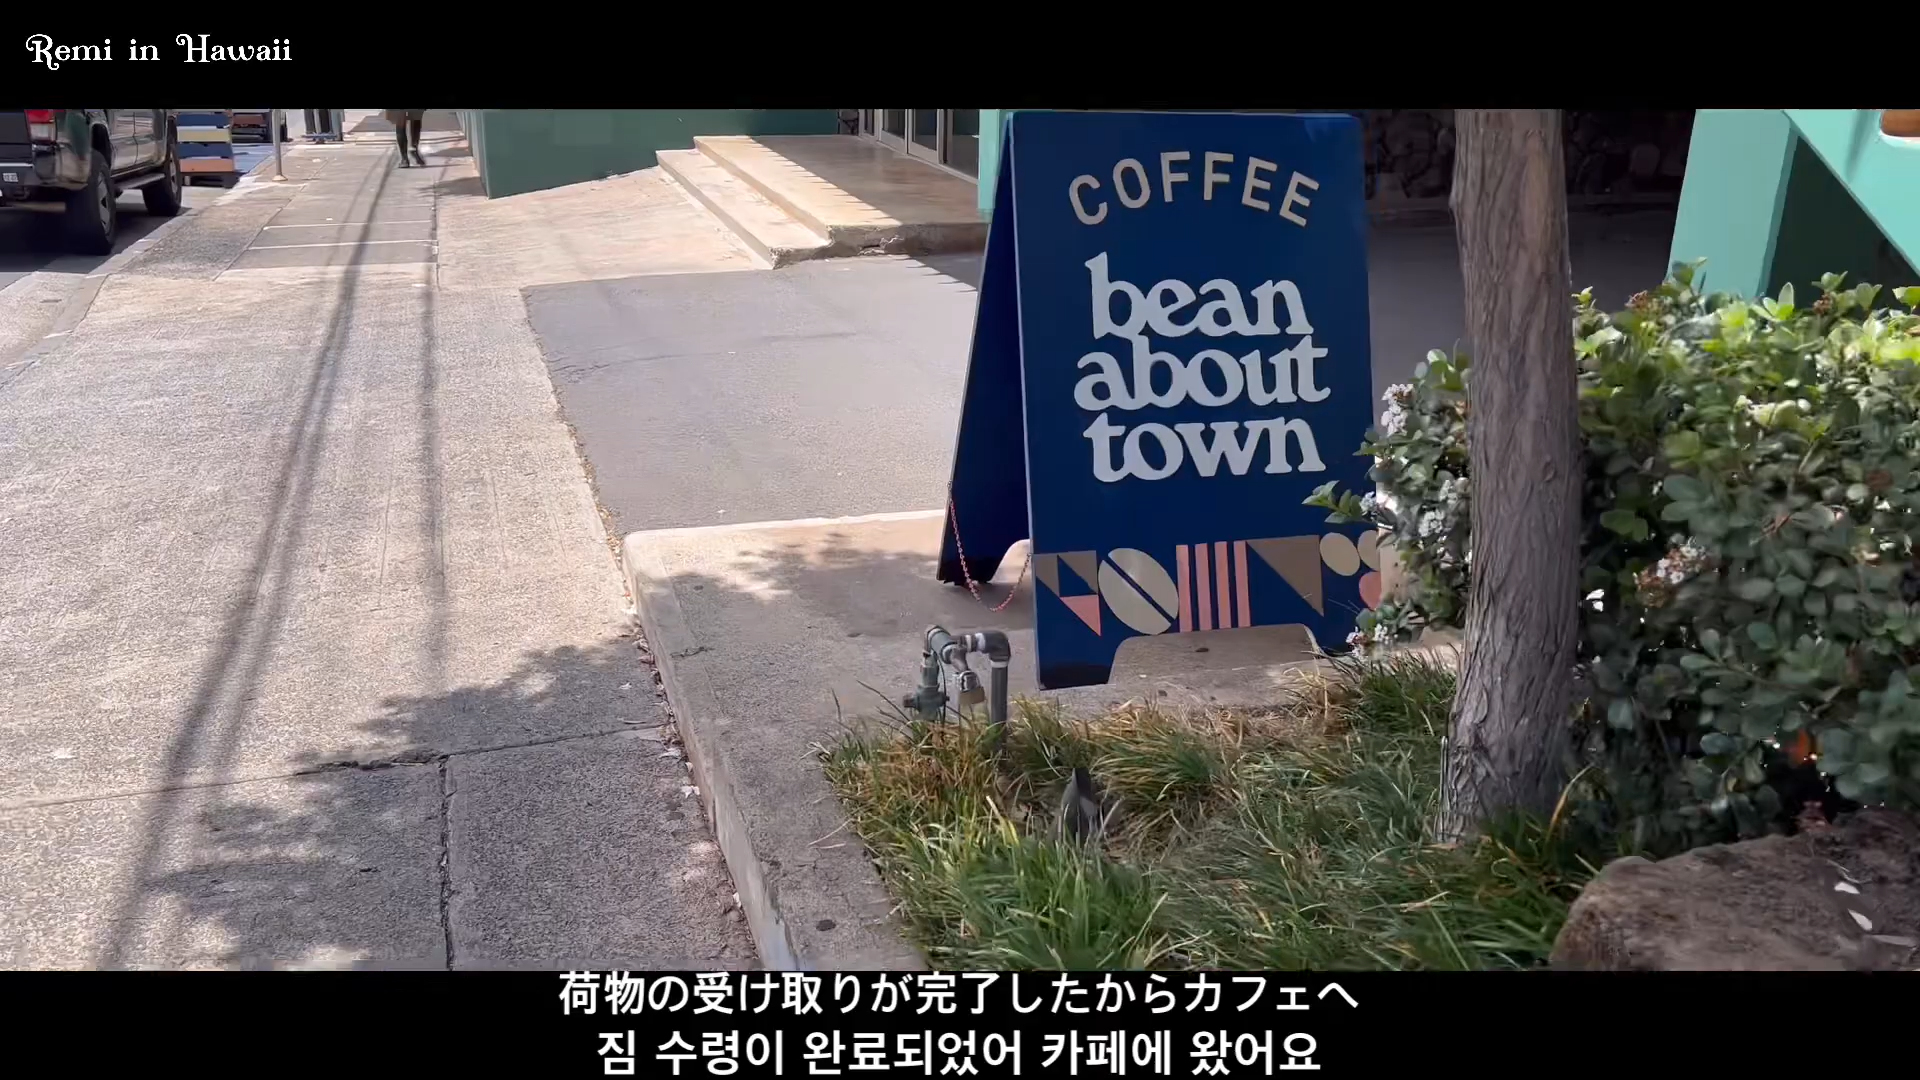 Remi in Hawaii
COFFEE
bean
about
town
荷物の受け取りが完了したからカフェへ
짐 수령이 완료되었어 카페에 왔어요